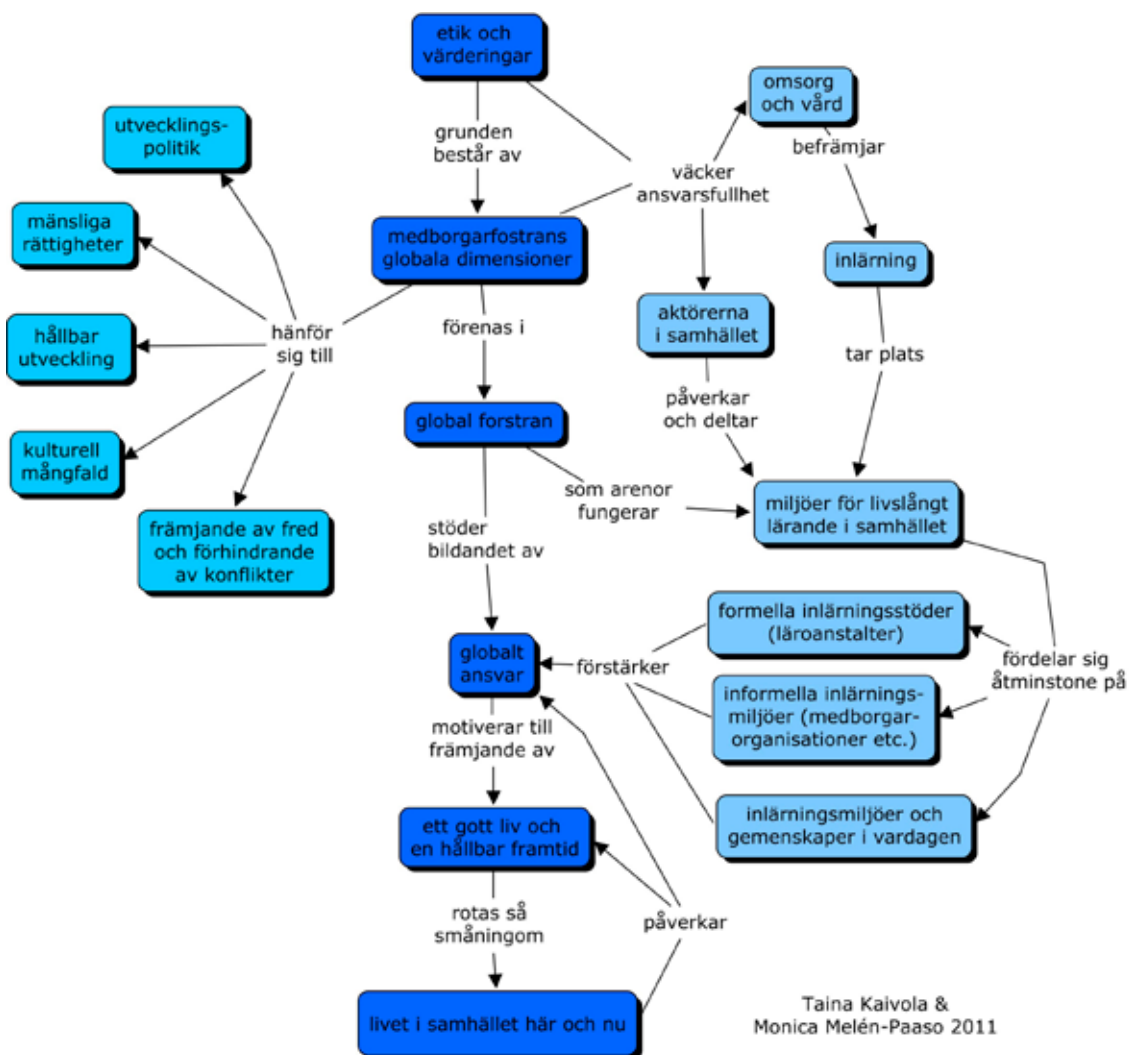 etik och
värderingar
grunden
består av
omsorg
och vård
befrämjar
väcker
ansvarsfullhet
utvecklings-
politik
mänsliga
rättigheter
medborgarfostrans
globala dimensioner
inlärning
hänför
sig till
förenas i
aktörerna
i samhället
tar plats
hållbar
utveckling
påverkar
och deltar
global forstran
kulturell
mångfald
som arenor
fungerar
miljöer för livslångt
lärande i samhället
främjande av fred
och förhindrande
av konflikter
stöder
bildandet av
formella inlärningsstöder
(läroanstalter)
globalt
ansvar
förstärker
fördelar sig
åtminstone på
informella inlärnings-
miljöer (medborgar-
organisationer etc.)
motiverar till
främjande av
ett gott liv och
en hållbar framtid
inlärningsmiljöer och
gemenskaper i vardagen
rotas så
småningom
påverkar
livet i samhället här och nu
Taina Kaivola &
Monica Melén-Paaso 2011